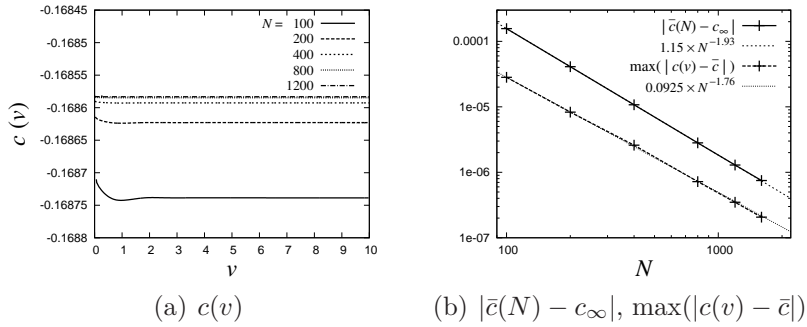 (a)
-0.16845
-0.1685
-0.16855
-0.1686
-0.16865
-0.1687
-0.16875
-0.1688
c (v)
N = 100
200
400
800
1200
0 1 2 3 4 5 6 7 8 9 10
v
(a) c(v)
(b)
0.0001
1e-05
1e-06
1e-07
| c̄(N) − c∞ |
1.15 × N^−1.93
max( | c(v) − c̄ | )
0.0925 × N^−1.76
100 1000
N
(b) |c̄(N) − c∞|, max(|c(v) − c̄|)